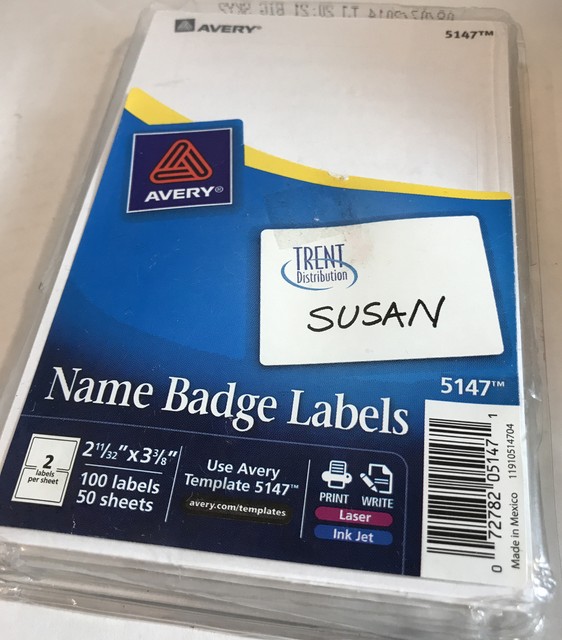 AVERY®
5147™
AVERY®
TRENT
Distribution
SUSAN
5147™
Name Badge Labels
2
labels
per sheet
2 11/32" x 3 3/8"
100 labels
50 sheets
Use Avery
Template 5147™
avery.com/templates
PRINT WRITE
Laser
Ink Jet
0 72782 05147 1
Made in Mexico 11910514704